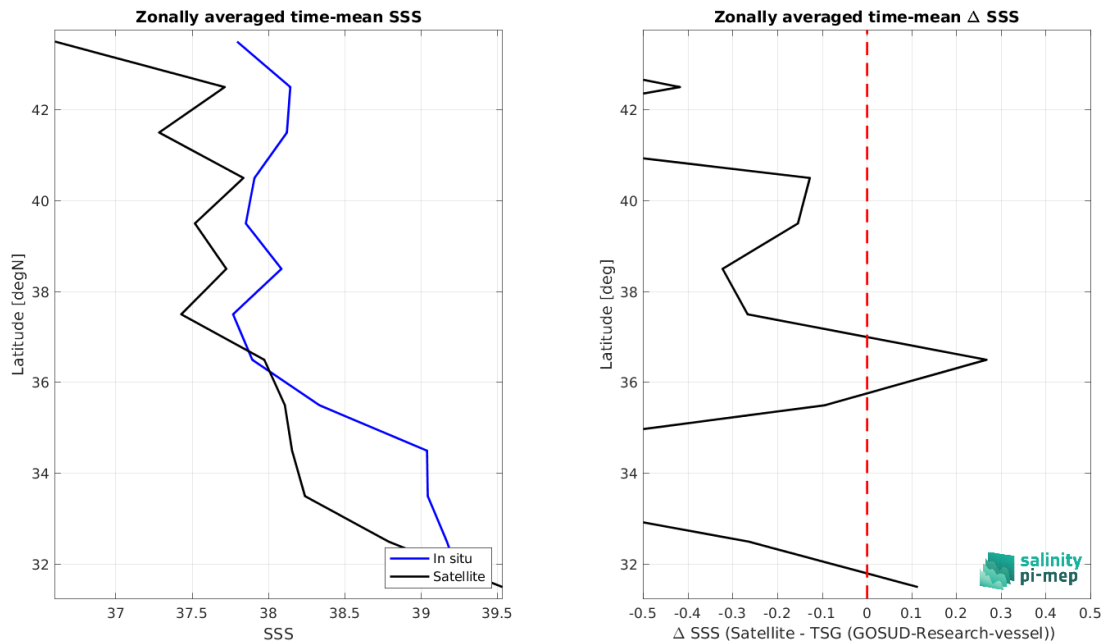 Zonally averaged time-mean SSS
Latitude [degN]
42
40
38
36
34
32
37
37.5
38
38.5
39
39.5
SSS
In situ
Satellite
Zonally averaged time-mean Δ SSS
Latitude [deg]
42
40
38
36
34
32
-0.5
-0.4
-0.3
-0.2
-0.1
0
0.1
0.2
0.3
0.4
0.5
Δ SSS (Satellite - TSG (GOSUD-Research-vessel))
salinity
pi-mep